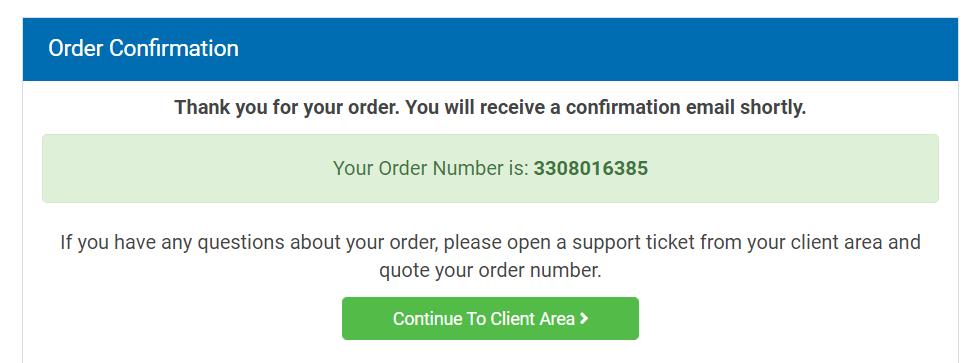 Order Confirmation
Thank you for your order. You will receive a confirmation email shortly.
Your Order Number is: 3308016385
If you have any questions about your order, please open a support ticket from your client area and
quote your order number.
Continue To Client Area